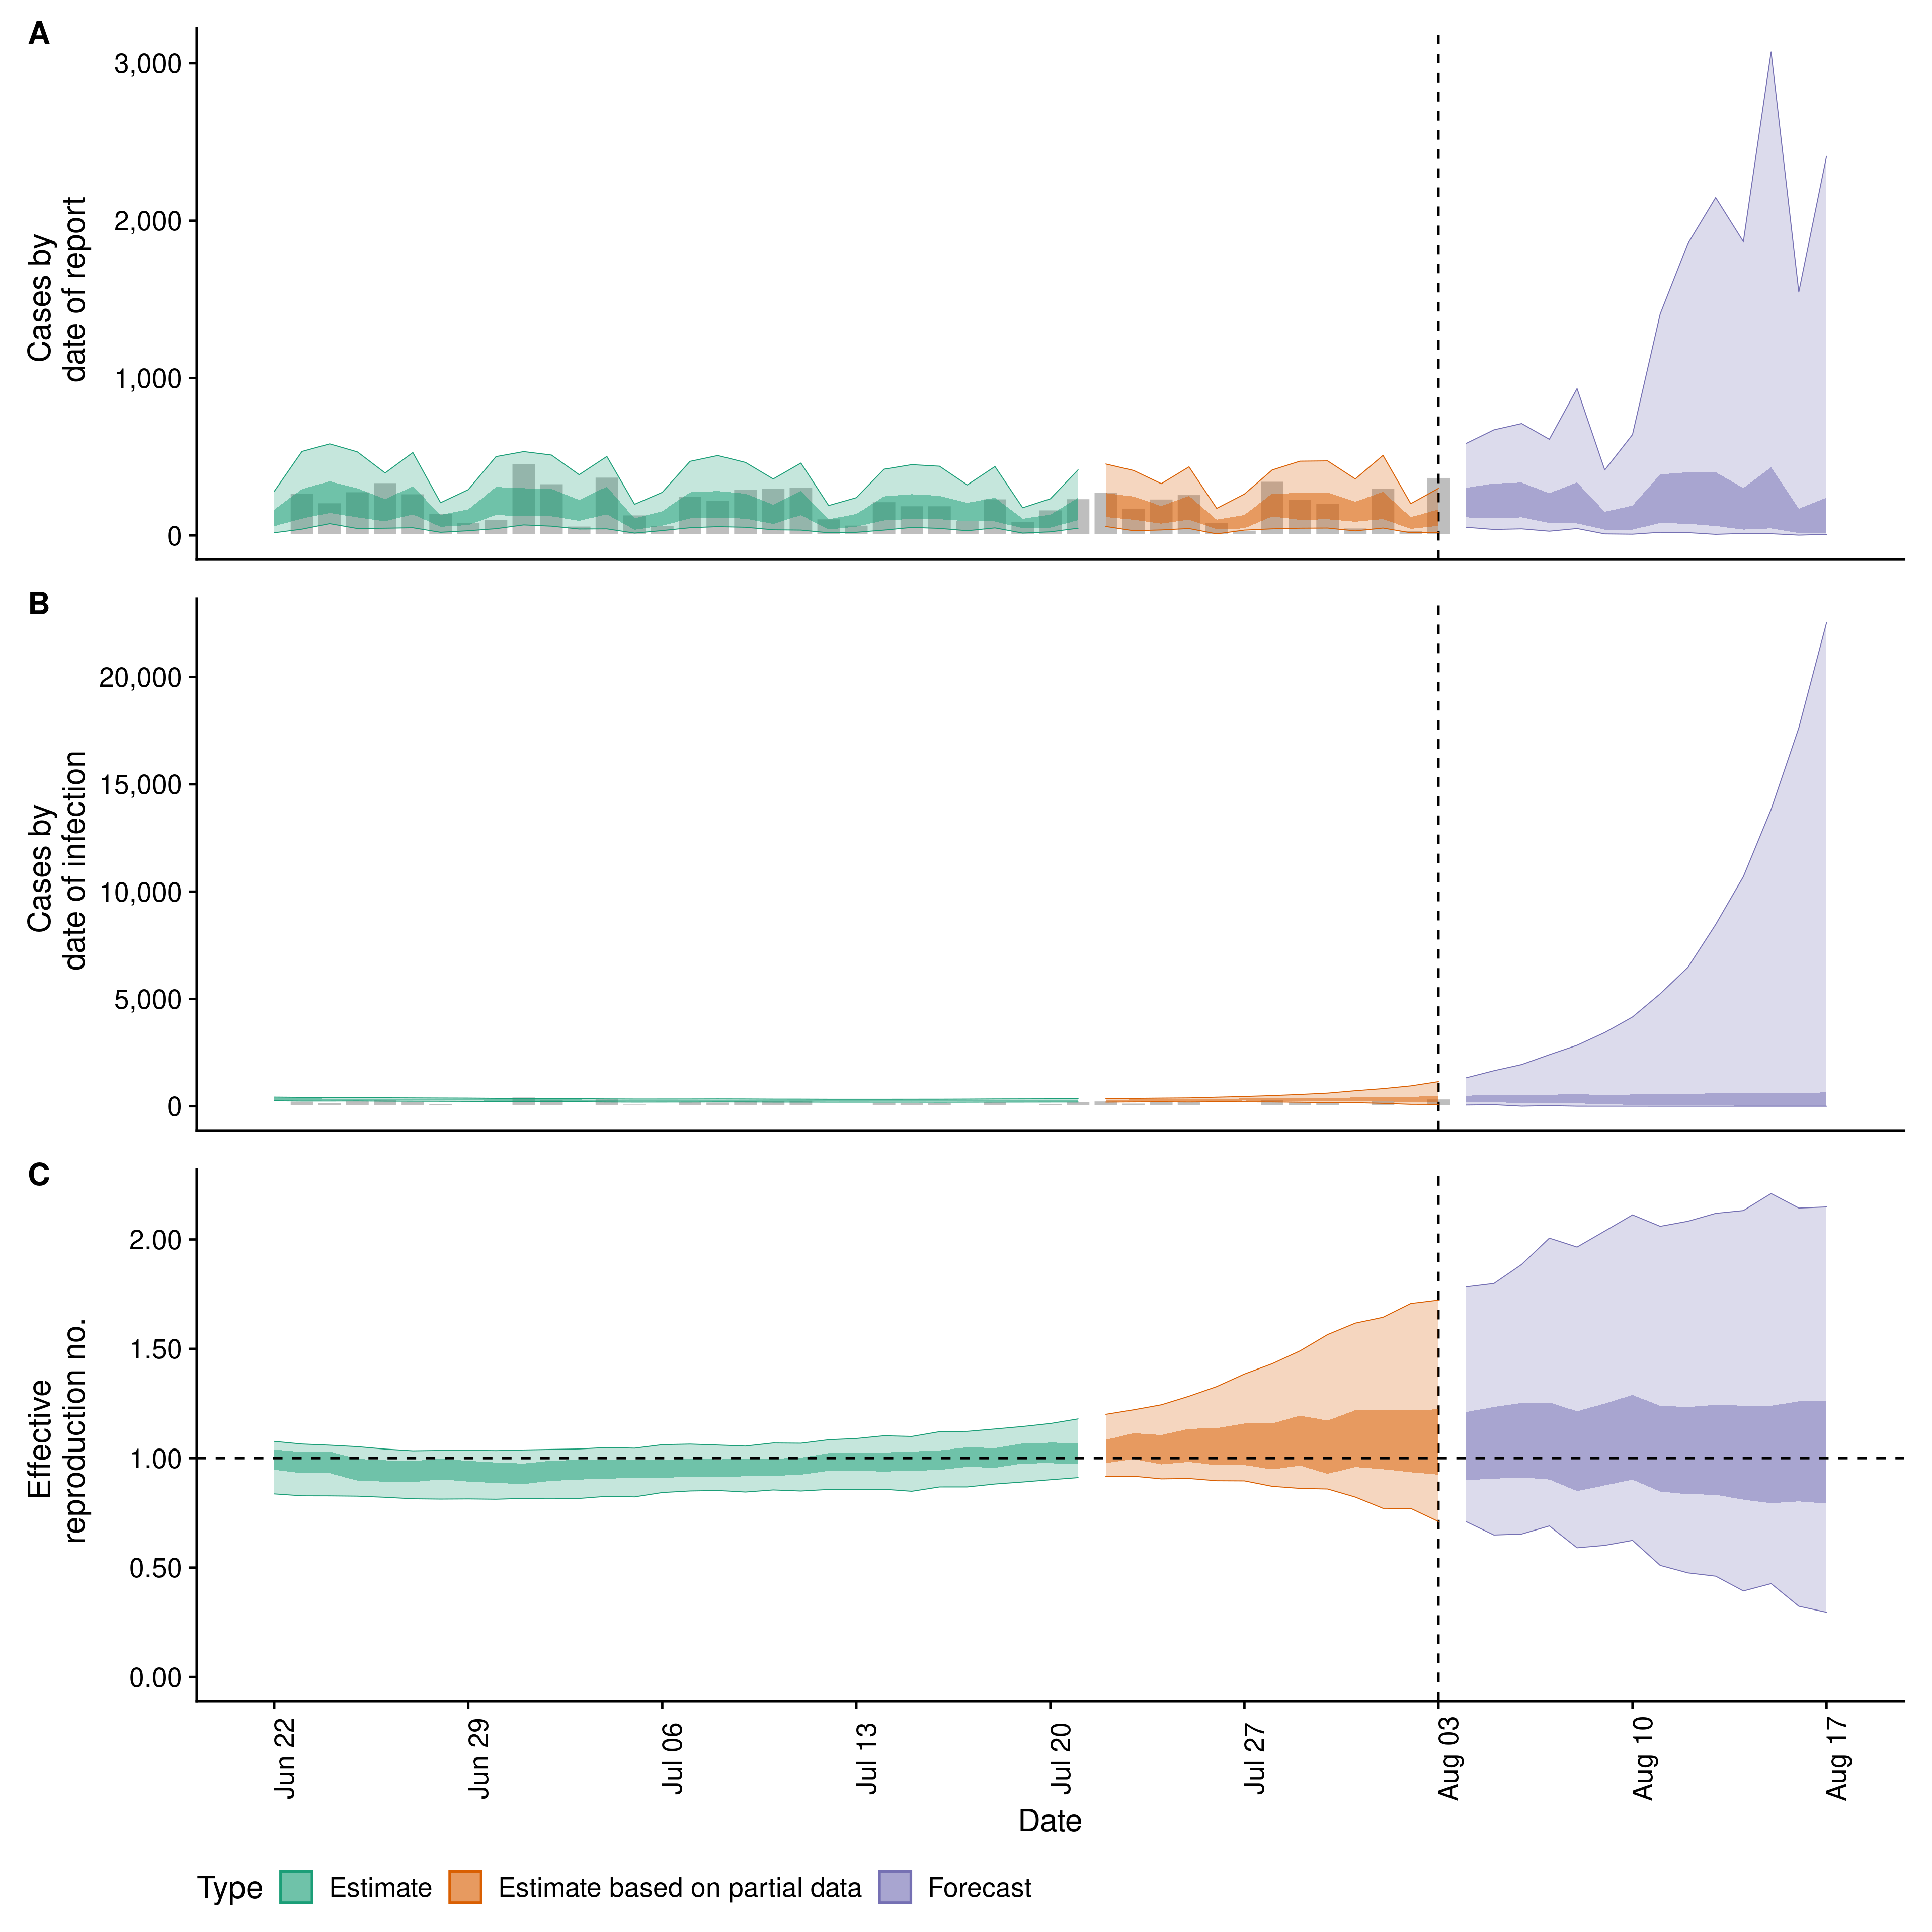 A
Cases by
date of report
3,000
2,000
1,000
0
B
Cases by
date of infection
20,000
15,000
10,000
5,000
0
C
Effective
reproduction no.
2.00
1.50
1.00
0.50
0.00
Jun 22
Jun 29
Jul 06
Jul 13
Jul 20
Jul 27
Aug 03
Aug 10
Aug 17
Date
Type Estimate Estimate based on partial data Forecast